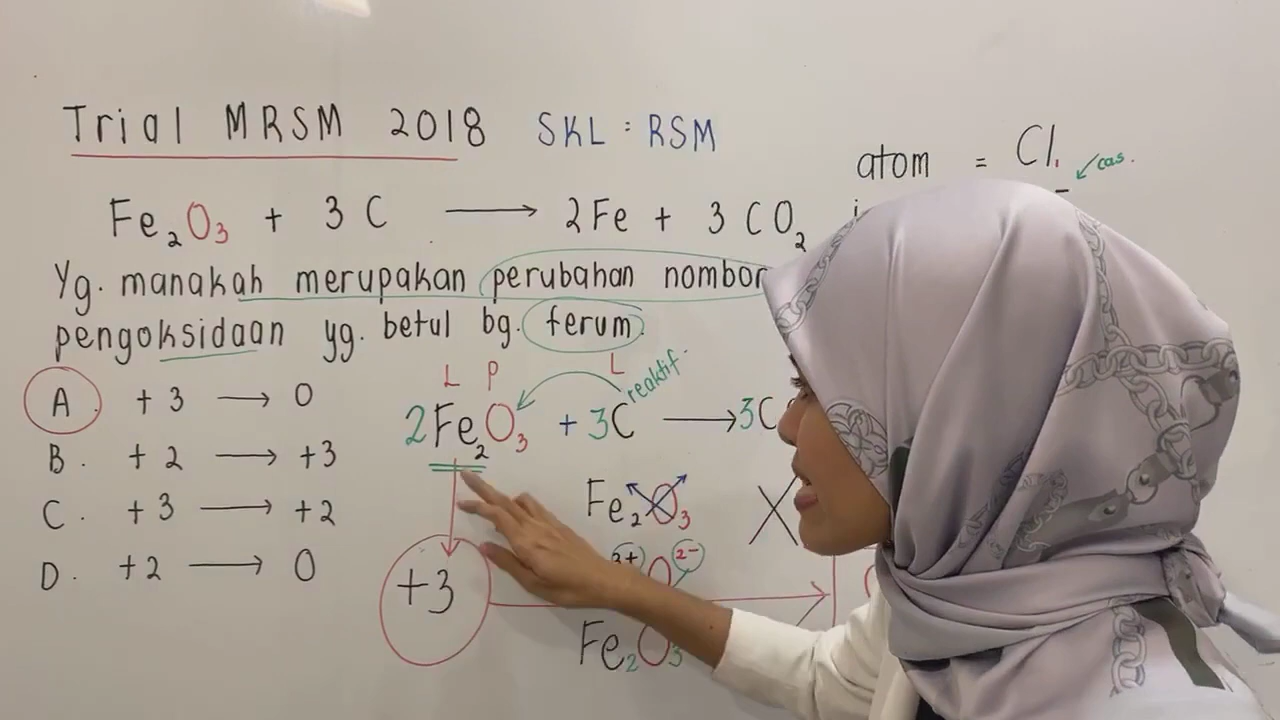 Trial MRSM 2018 SKL : RSM
atom = Cl.
cas.
Fe₂O₃ + 3 C ⟶ 2Fe + 3 CO₂
Yg. manakah merupakan perubahan nombor
pengoksidaan yg. betul bg. ferum
L P L
reaktif
A +3 ⟶ 0
2Fe₂O₃ + 3C ⟶ 3C
B. +2 ⟶ +3
C. +3 ⟶ +2
Fe₂O₃
D. +2 ⟶ 0
3+ 2-
+3
Fe₂O₃